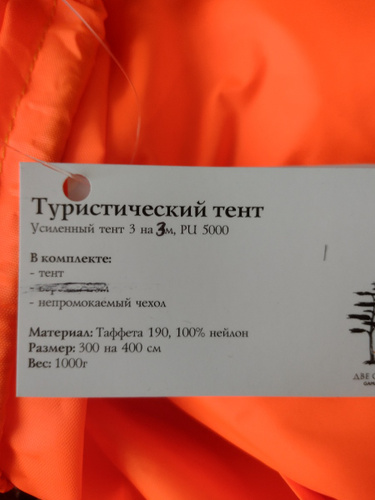 Туристический тент
Усиленный тент 3 на 3м, PU 5000
В комплекте:
- тент
- непромокаемый чехол
Материал: Таффета 190, 100% нейлон
Размер: 300 на 400 см
Вес: 1000г
ДВЕ